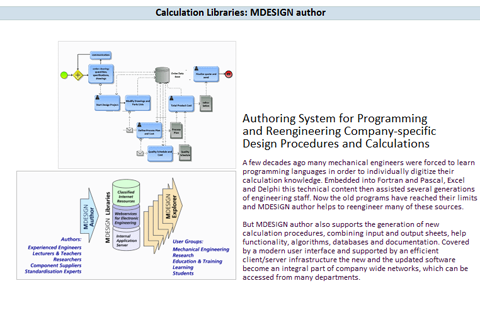 Calculation Libraries: MDESIGN author
Authoring System for Programming
and Reengineering Company-specific
Design Procedures and Calculations
A few decades ago many mechanical engineers were forced to learn
programming languages in order to individually digitize their
calculation knowledge. Embedded into Fortran and Pascal, Excel
and Delphi this technical content then assisted several generations
of engineering staff. Now the old programs have reached their limits
and MDESIGN author helps to reengineer many of these sources.
But MDESIGN author also supports the generation of new
calculation procedures, combining input and output sheets, help
functionality, algorithms, databases and documentation. Covered
by a modern user interface and supported by an efficient
client/server infrastructure the new and the updated software
become an integral part of company wide networks, which can be
accessed from many departments.
MDESIGN
Author
MDESIGN Libraries
Classified
Internet
Resources
Webservices
for Electronic
Engineering
Internal
Application
Server
MDESIGN
Explorer
Authors:
Experienced Engineers
Lecturers & Teachers
Researchers
Component Suppliers
Standardisation Experts
User Groups:
Mechanical Engineering
Research
Education & Training
Learning
Students